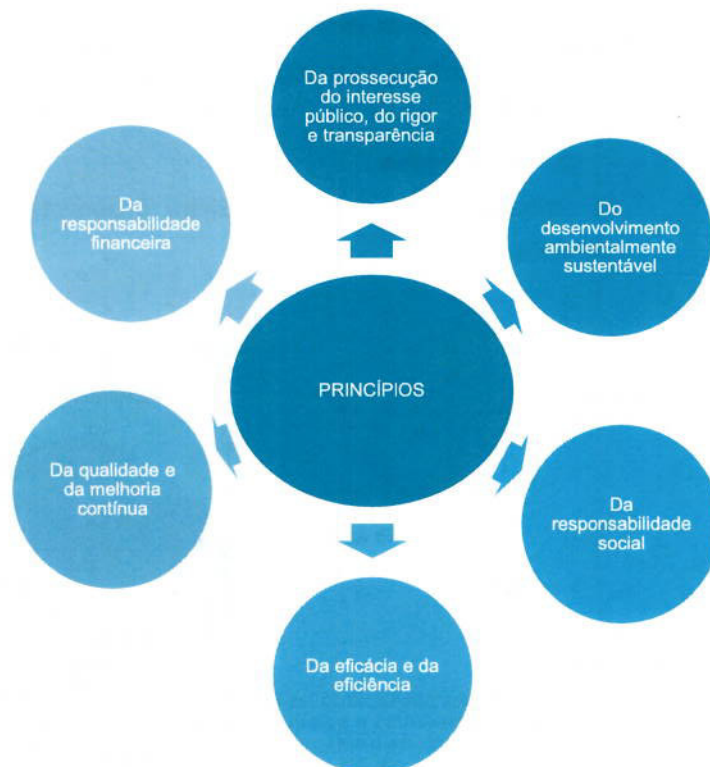 Da prossecução
do interesse
público, do rigor
e transparência
Do
desenvolvimento
ambientalmente
sustentável
Da
responsabilidade
social
Da eficácia e da
eficiência
Da qualidade e
da melhoria
contínua
Da
responsabilidade
financeira
PRINCÍPIOS